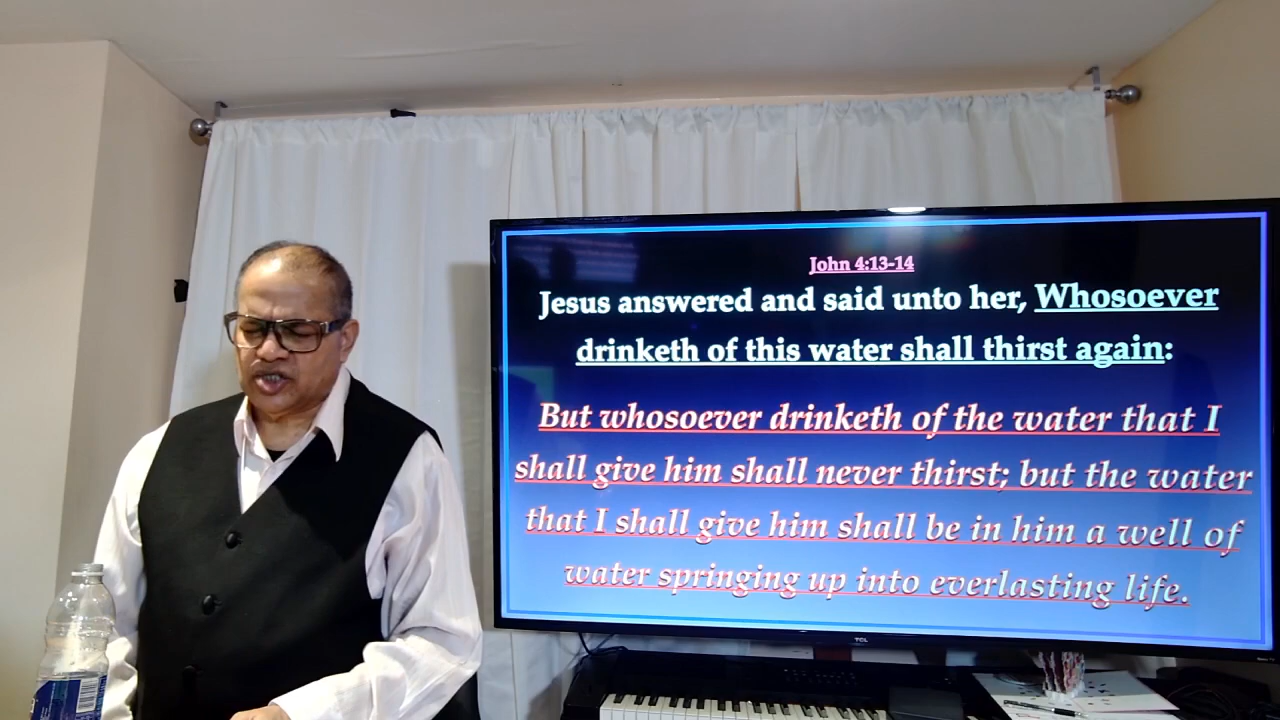 John 4:13-14
Jesus answered and said unto her, Whosoever
drinketh of this water shall thirst again:
But whosoever drinketh of the water that I
shall give him shall never thirst; but the water
that I shall give him shall be in him a well of
water springing up into everlasting life.
TCL